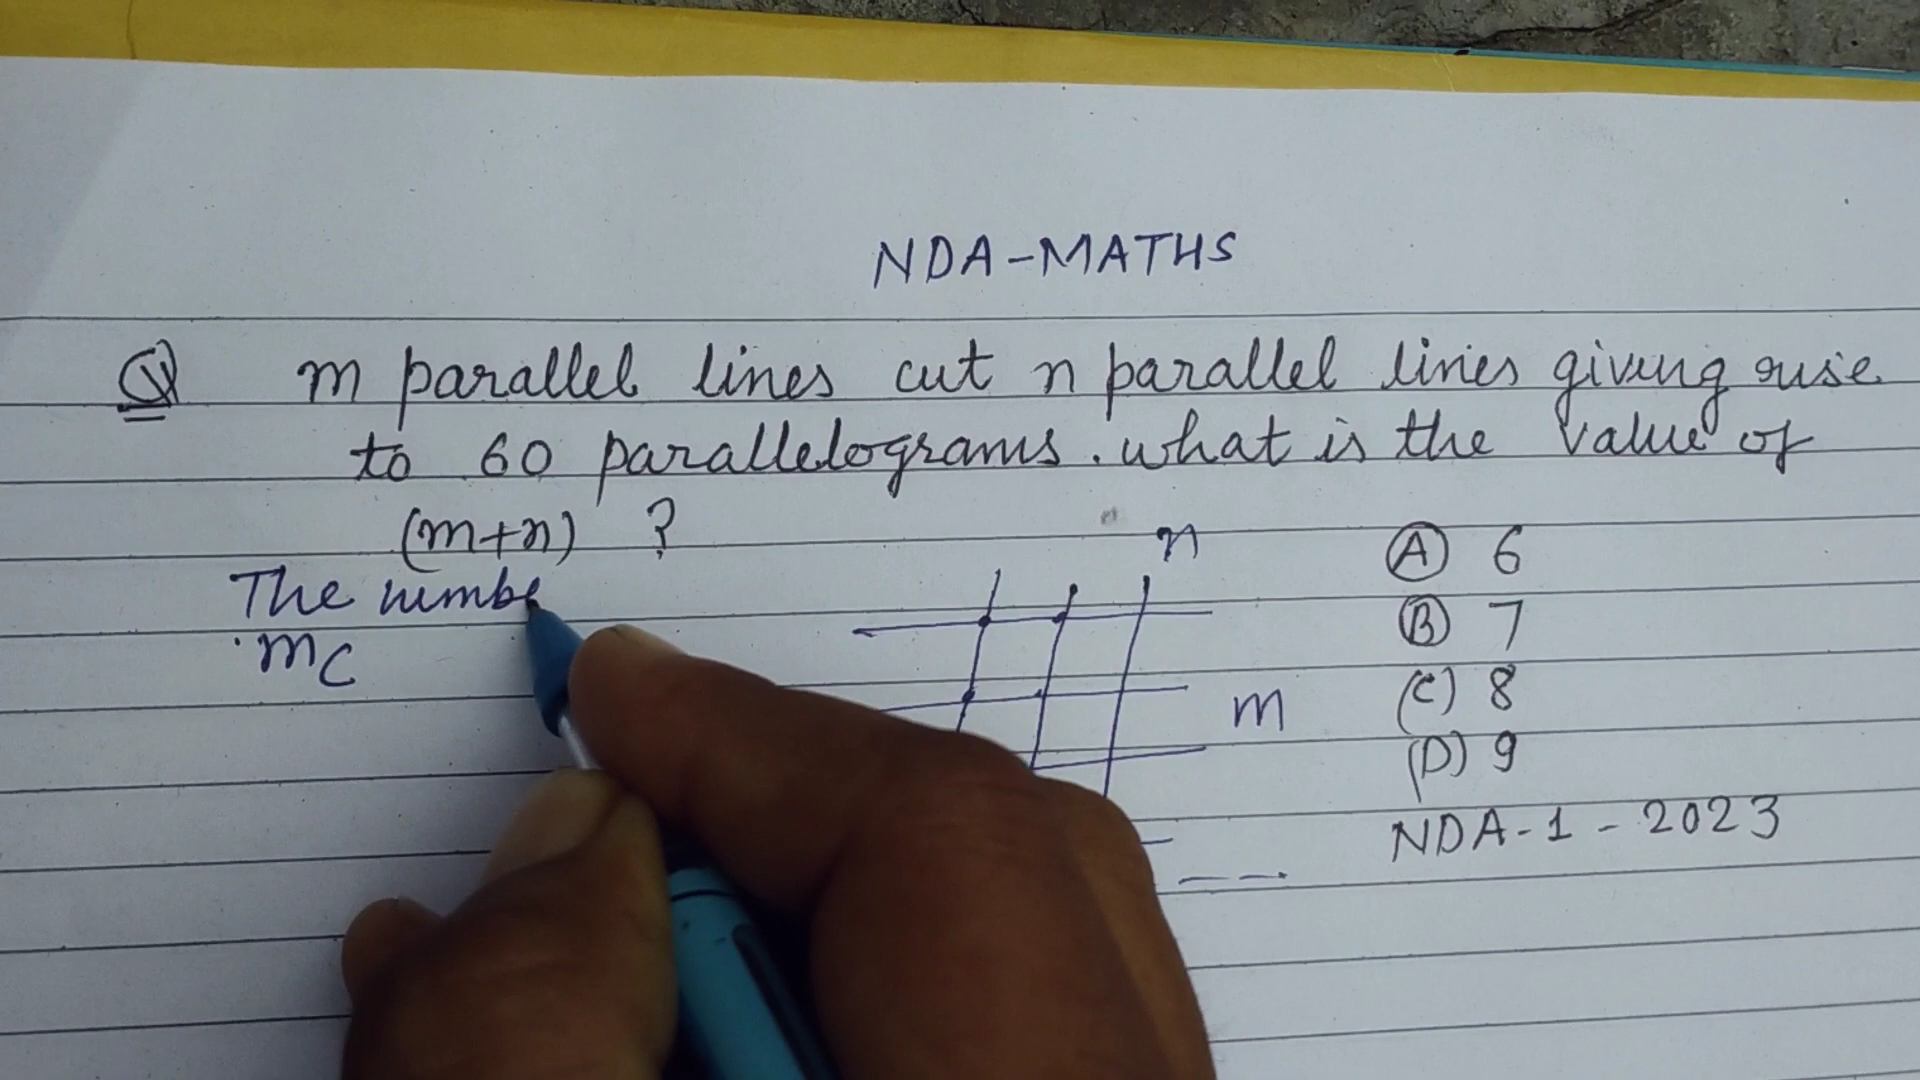 NDA-MATHS
Q m parallel lines cut n parallel lines giving rise
to 60 parallelograms. what is the value of
(m+n) ?
The numbe
mC
n
m
(A) 6
(B) 7
(C) 8
(D) 9
NDA-1-2023